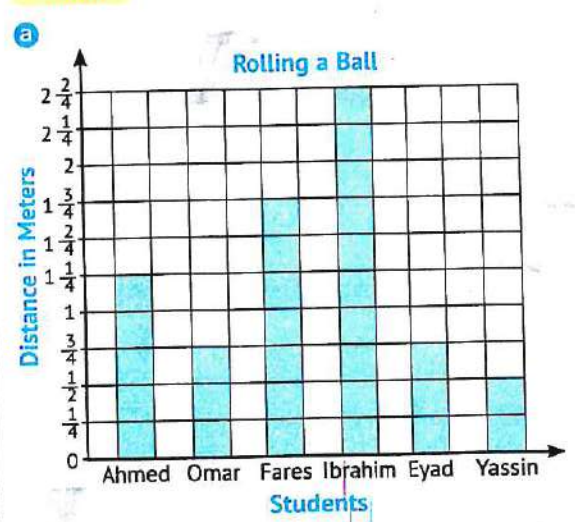 a
Rolling a Ball
Distance in Meters
2 2/4
2 1/4
2
1 3/4
1 2/4
1 1/4
1
3/4
1/2
1/4
0
Ahmed Omar Fares Ibrahim Eyad Yassin
Students